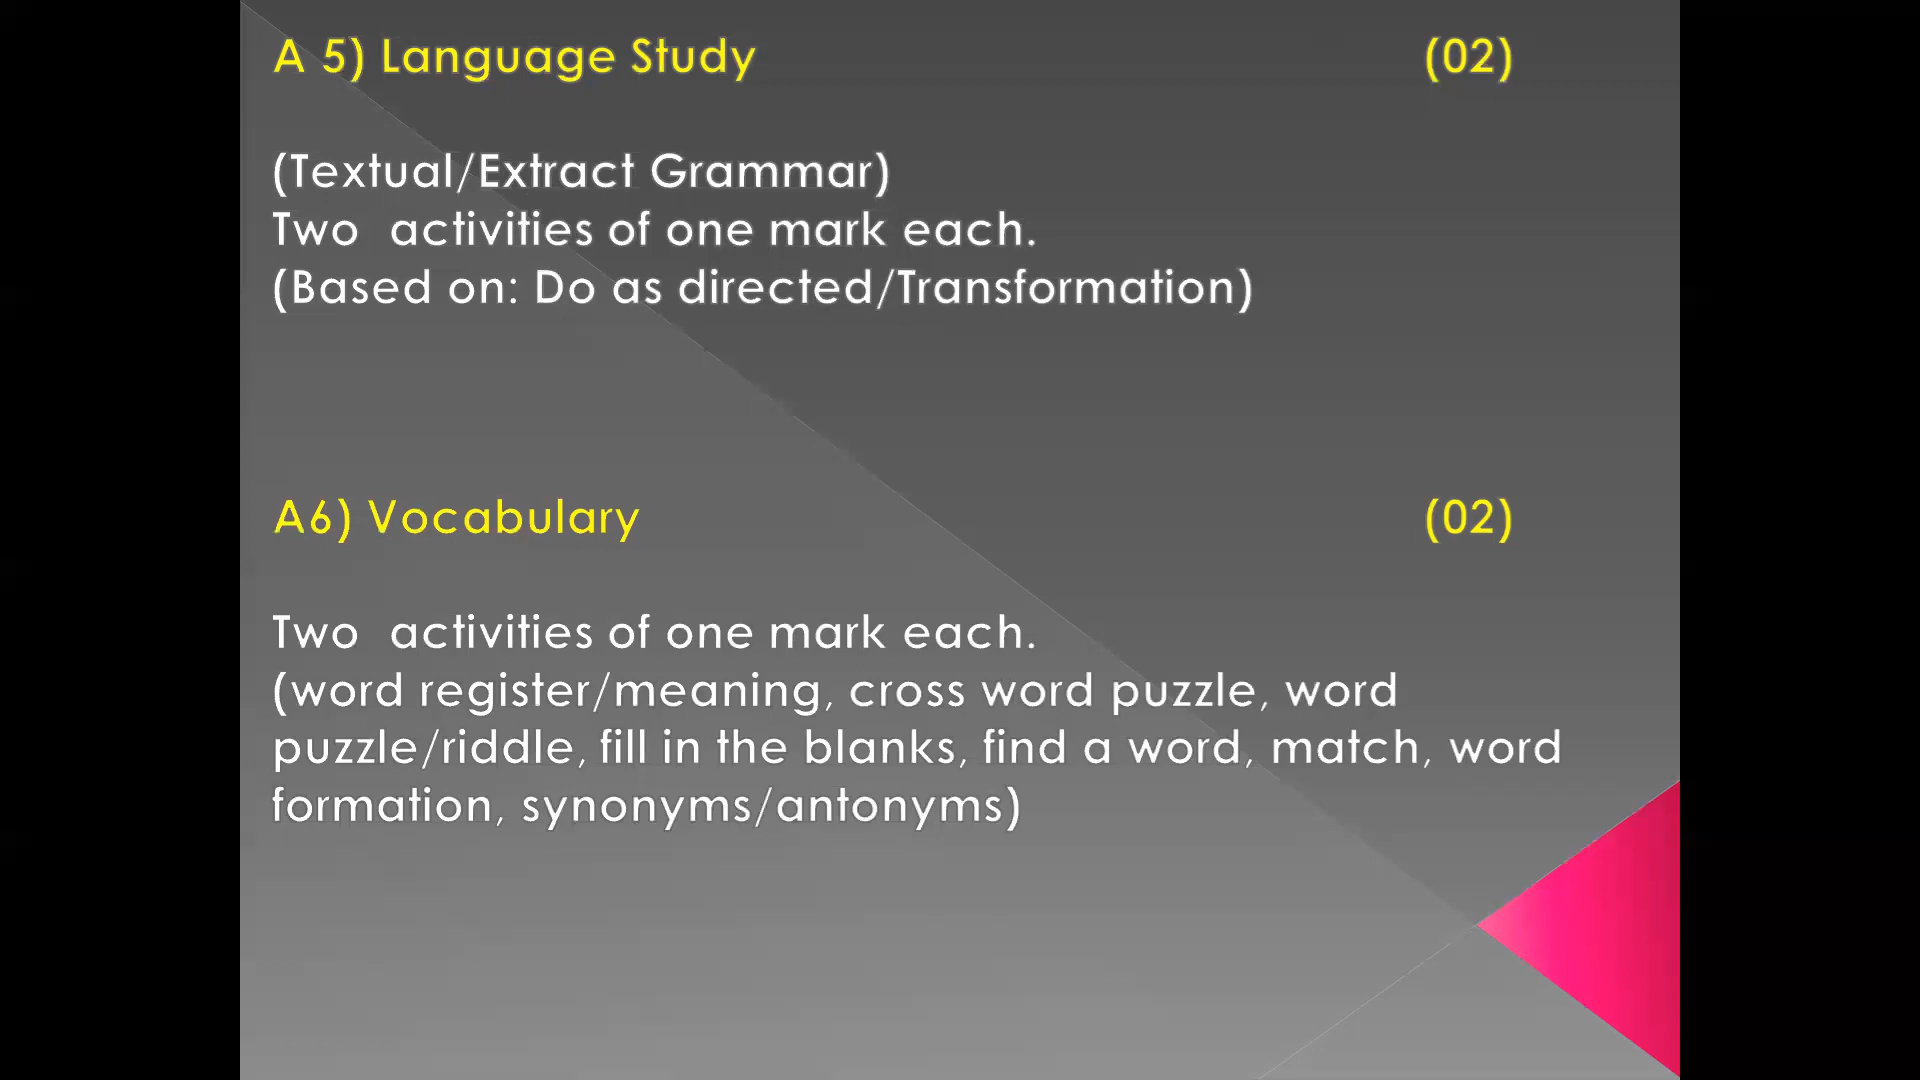 A 5) Language Study (02)
(Textual/Extract Grammar)
Two activities of one mark each.
(Based on: Do as directed/Transformation)
A6) Vocabulary (02)
Two activities of one mark each.
(word register/meaning, cross word puzzle, word
puzzle/riddle, fill in the blanks, find a word, match, word
formation, synonyms/antonyms)